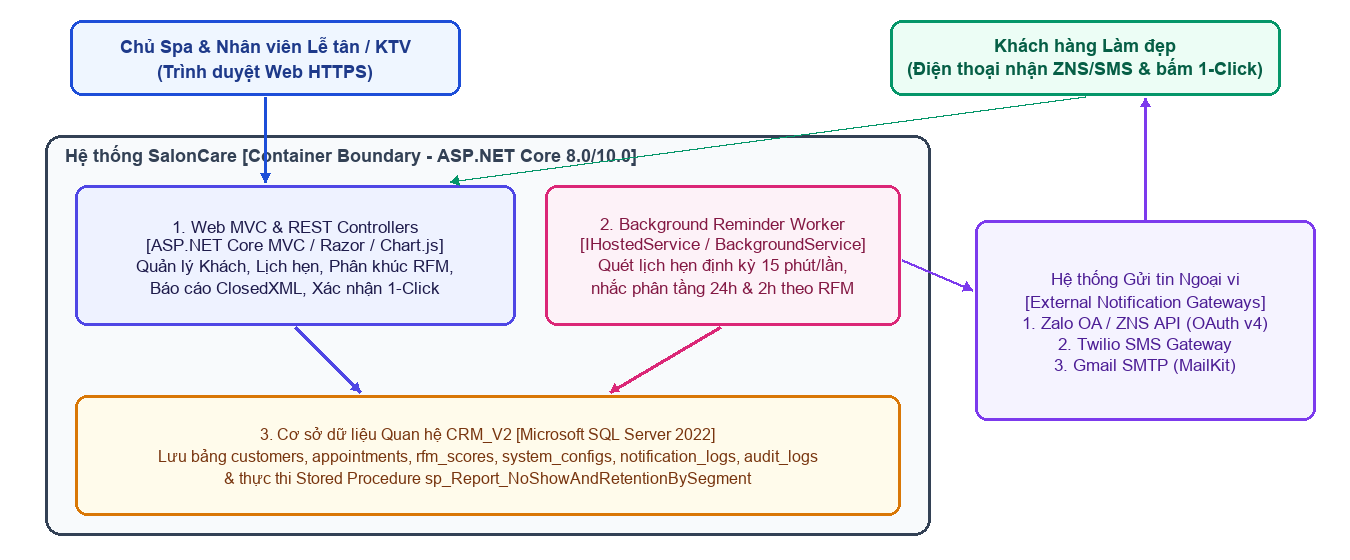 Chủ Spa & Nhân viên Lễ tân / KTV
(Trình duyệt Web HTTPS)
Khách hàng Làm đẹp
(Điện thoại nhận ZNS/SMS & bấm 1-Click)
Hệ thống SalonCare [Container Boundary - ASP.NET Core 8.0/10.0]
1. Web MVC & REST Controllers
[ASP.NET Core MVC / Razor / Chart.js]
Quản lý Khách, Lịch hẹn, Phân khúc RFM,
Báo cáo ClosedXML, Xác nhận 1-Click
2. Background Reminder Worker
[IHostedService / BackgroundService]
Quét lịch hẹn định kỳ 15 phút/lần,
nhắc phân tầng 24h & 2h theo RFM
Hệ thống Gửi tin Ngoại vi
[External Notification Gateways]
1. Zalo OA / ZNS API (OAuth v4)
2. Twilio SMS Gateway
3. Gmail SMTP (MailKit)
3. Cơ sở dữ liệu Quan hệ CRM_V2 [Microsoft SQL Server 2022]
Lưu bảng customers, appointments, rfm_scores, system_configs, notification_logs, audit_logs
& thực thi Stored Procedure sp_Report_NoShowAndRetentionBySegment